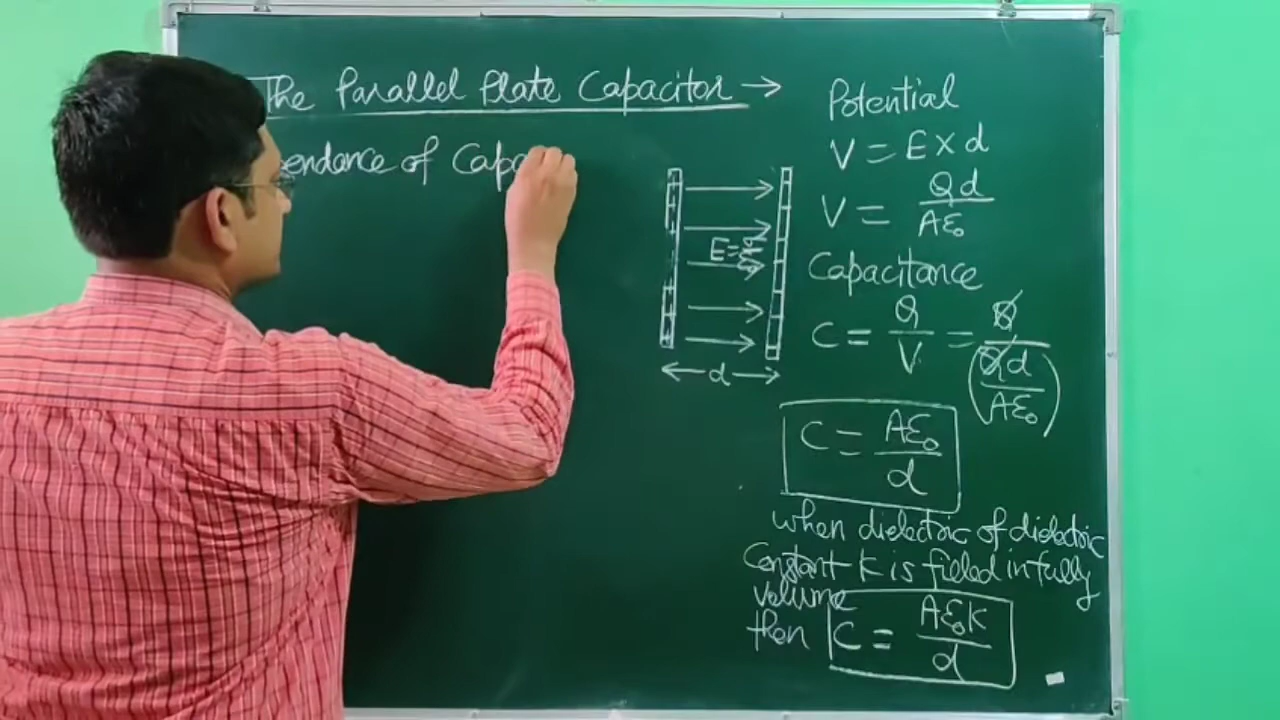 The Parallel Plate Capacitor →
endance of Capa
E = 
← d →
Potential
V = E × d
V = Qd/Aε₀
Capacitance
C = Q/V = Q/(Qd/Aε₀)
C = Aε₀/d
when dielectric of dielectric
Constant K is filled in fully
volume
then C = Aε₀K/d